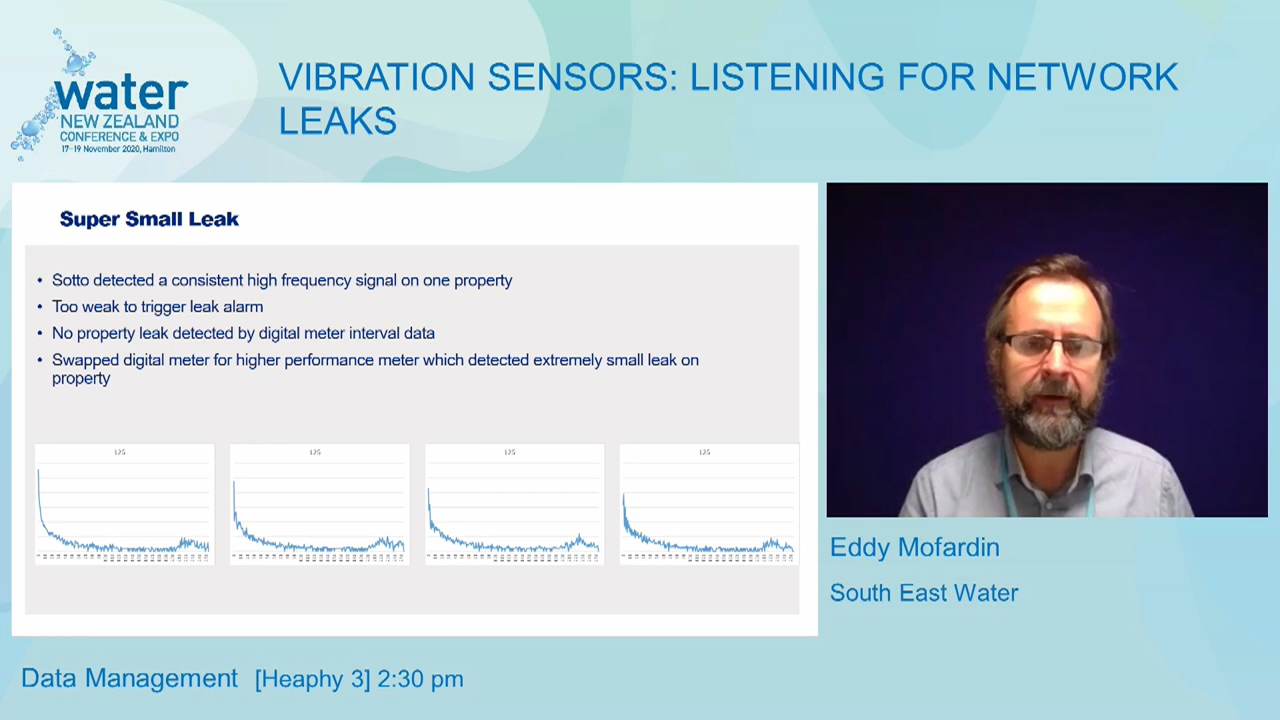 water
NEW ZEALAND
CONFERENCE & EXPO
17-19 November 2020, Hamilton
VIBRATION SENSORS: LISTENING FOR NETWORK
LEAKS
Super Small Leak
• Sotto detected a consistent high frequency signal on one property
• Too weak to trigger leak alarm
• No property leak detected by digital meter interval data
• Swapped digital meter for higher performance meter which detected extremely small leak on
property
125
125
125
125
Eddy Mofardin
South East Water
Data Management [Heaphy 3] 2:30 pm